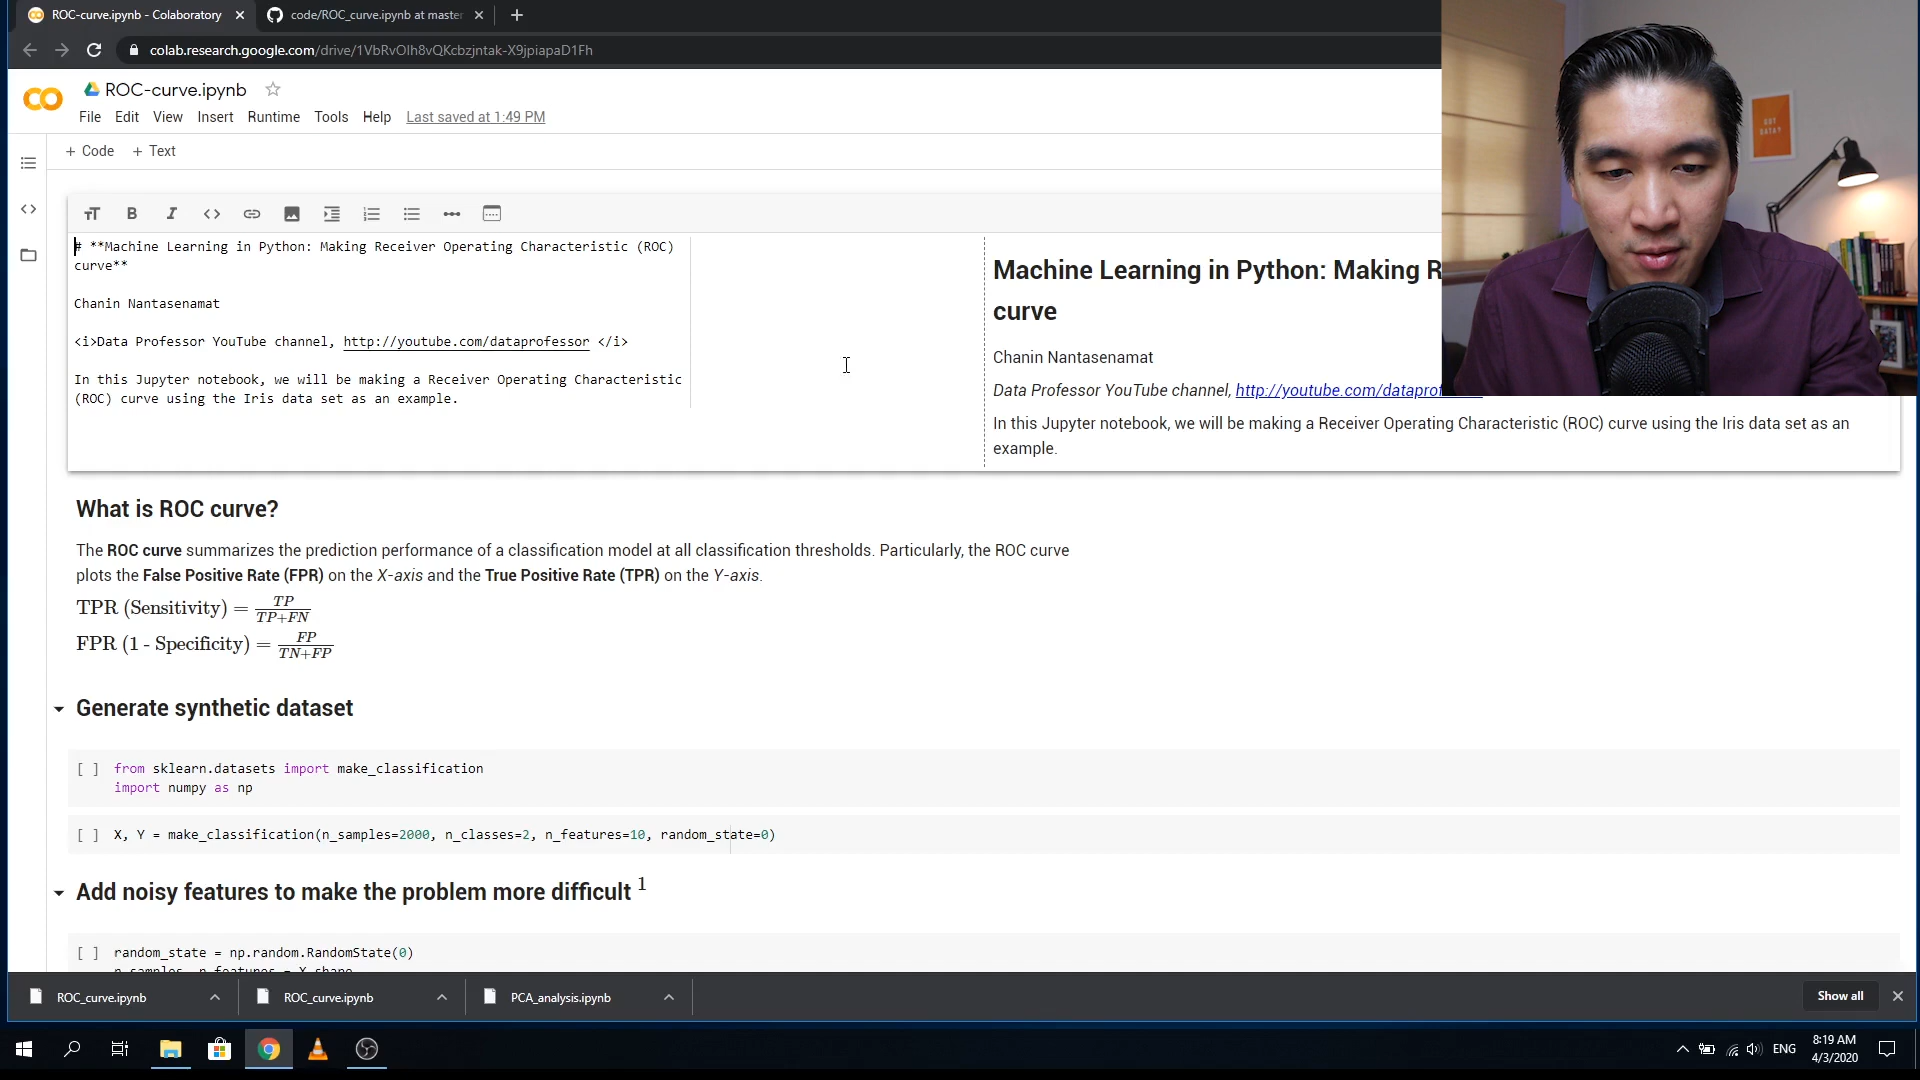 ROC-curve.ipynb - Colaboratory
code/ROC_curve.ipynb at master
colab.research.google.com/drive/1VbRvOIh8vQKcbzjntak-X9jpiapaD1Fh
ROC-curve.ipynb
File Edit View Insert Runtime Tools Help Last saved at 1:49 PM
+ Code + Text
GOT
DATA?
# **Machine Learning in Python: Making Receiver Operating Characteristic (ROC)
curve**
Chanin Nantasenamat
<i>Data Professor YouTube channel, http://youtube.com/dataprofessor </i>
In this Jupyter notebook, we will be making a Receiver Operating Characteristic
(ROC) curve using the Iris data set as an example.
Machine Learning in Python: Making R
curve
Chanin Nantasenamat
Data Professor YouTube channel, http://youtube.com/dataprof
In this Jupyter notebook, we will be making a Receiver Operating Characteristic (ROC) curve using the Iris data set as an
example.
What is ROC curve?
The ROC curve summarizes the prediction performance of a classification model at all classification thresholds. Particularly, the ROC curve
plots the False Positive Rate (FPR) on the X-axis and the True Positive Rate (TPR) on the Y-axis.
TPR (Sensitivity) = TP / TP+FN
FPR (1 - Specificity) = FP / TN+FP
Generate synthetic dataset
[ ] from sklearn.datasets import make_classification
import numpy as np
[ ] X, Y = make_classification(n_samples=2000, n_classes=2, n_features=10, random_state=0)
Add noisy features to make the problem more difficult 1
[ ] random_state = np.random.RandomState(0)
n_samples, n_features = X.shape
ROC_curve.ipynb
ROC_curve.ipynb
PCA_analysis.ipynb
Show all
ENG
8:19 AM
4/3/2020